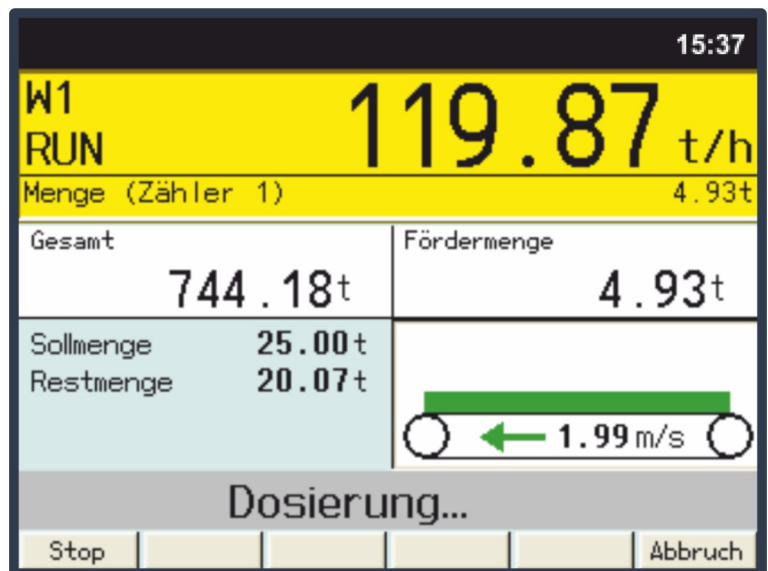 15:37
W1
RUN
119.87 t/h
Menge (Zähler 1) 4.93t
Gesamt
744.18t
Fördermenge
4.93t
Sollmenge 25.00t
Restmenge 20.07t
1.99m/s
Dosierung...
Stop Abbruch